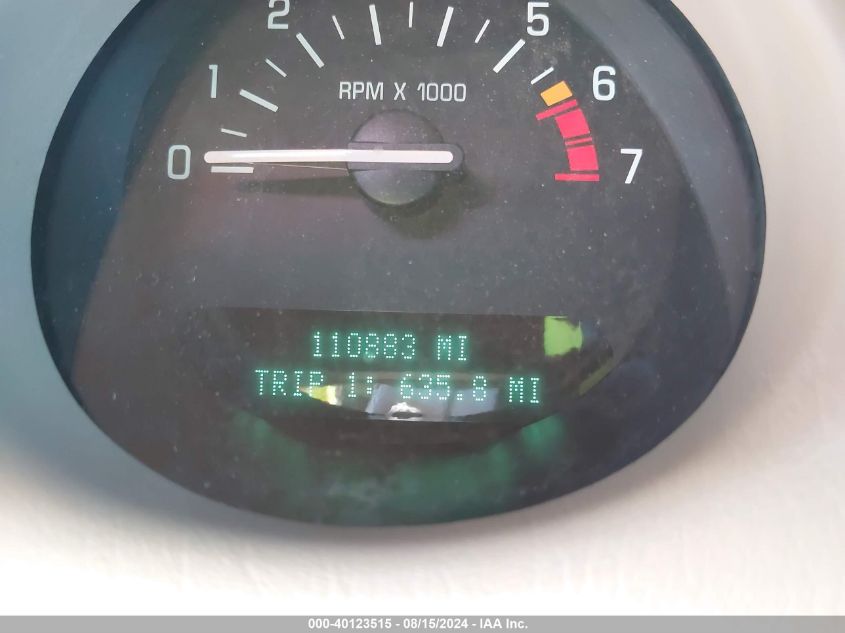 2 5
1 6
RPM X 1000
0 7
110883 MI
TRIP 1: 635.8 MI
000-40123515 - 08/15/2024 - IAA Inc.